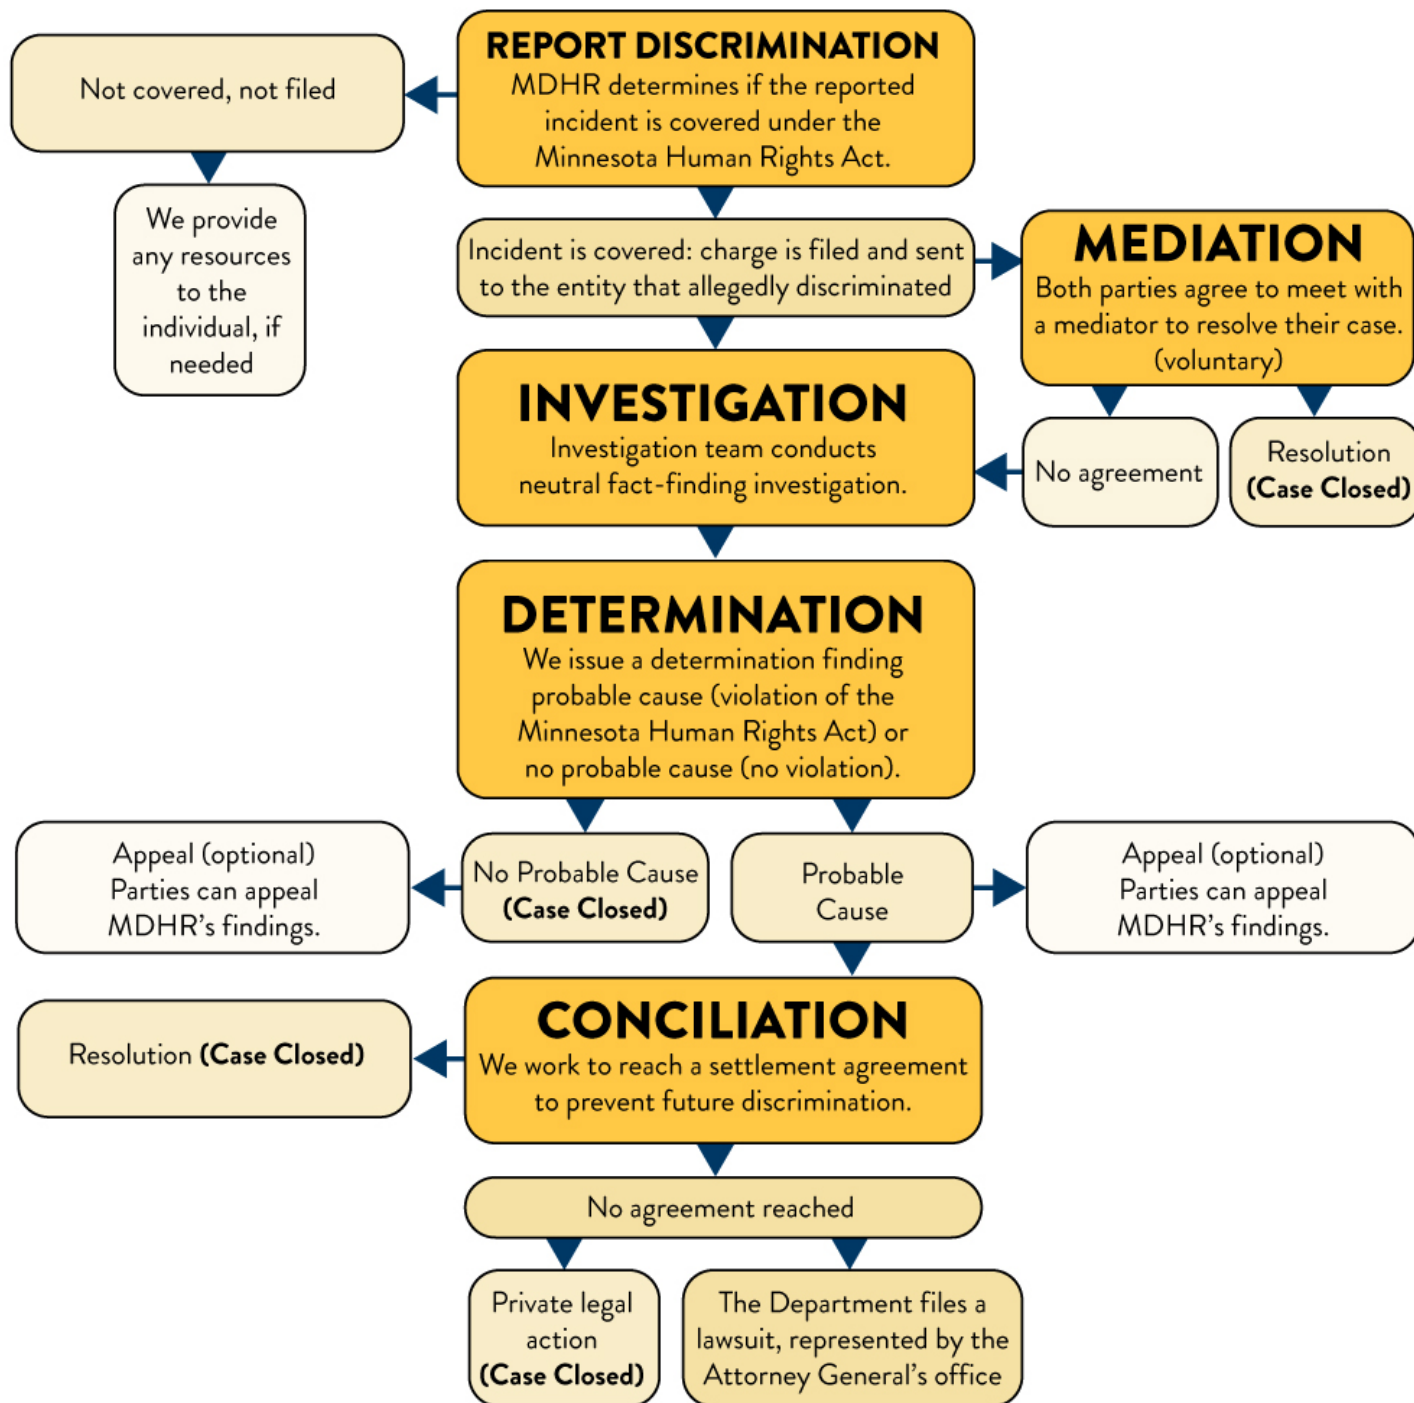 REPORT DISCRIMINATION
MDHR determines if the reported
incident is covered under the
Minnesota Human Rights Act.
Not covered, not filed
We provide
any resources
to the
individual, if
needed
Incident is covered: charge is filed and sent
to the entity that allegedly discriminated
MEDIATION
Both parties agree to meet with
a mediator to resolve their case.
(voluntary)
No agreement
Resolution
(Case Closed)
INVESTIGATION
Investigation team conducts
neutral fact-finding investigation.
DETERMINATION
We issue a determination finding
probable cause (violation of the
Minnesota Human Rights Act) or
no probable cause (no violation).
No Probable Cause
(Case Closed)
Appeal (optional)
Parties can appeal
MDHR’s findings.
Probable
Cause
Appeal (optional)
Parties can appeal
MDHR’s findings.
CONCILIATION
We work to reach a settlement agreement
to prevent future discrimination.
Resolution (Case Closed)
No agreement reached
Private legal
action
(Case Closed)
The Department files a
lawsuit, represented by the
Attorney General’s office